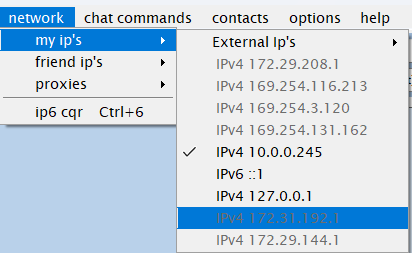 network chat commands contacts options help
my ip's
friend ip's
proxies
ip6 cqr Ctrl+6
External Ip's
IPv4 172.29.208.1
IPv4 169.254.116.213
IPv4 169.254.3.120
IPv4 169.254.131.162
IPv4 10.0.0.245
IPv6 ::1
IPv4 127.0.0.1
IPv4 172.31.192.1
IPv4 172.29.144.1